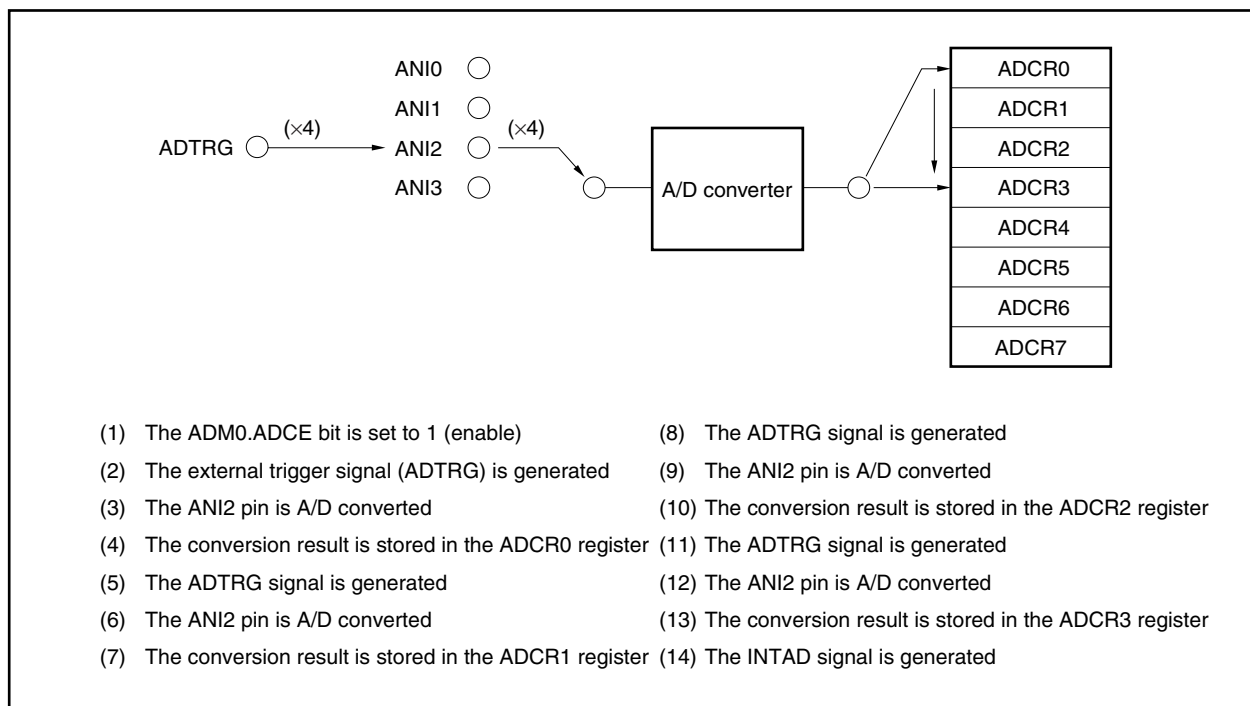 ANI0
ANI1
ADTRG (×4) ANI2 (×4)
ANI3
A/D converter
ADCR0
ADCR1
ADCR2
ADCR3
ADCR4
ADCR5
ADCR6
ADCR7
(1) The ADM0.ADCE bit is set to 1 (enable)
(2) The external trigger signal (ADTRG) is generated
(3) The ANI2 pin is A/D converted
(4) The conversion result is stored in the ADCR0 register
(5) The ADTRG signal is generated
(6) The ANI2 pin is A/D converted
(7) The conversion result is stored in the ADCR1 register
(8) The ADTRG signal is generated
(9) The ANI2 pin is A/D converted
(10) The conversion result is stored in the ADCR2 register
(11) The ADTRG signal is generated
(12) The ANI2 pin is A/D converted
(13) The conversion result is stored in the ADCR3 register
(14) The INTAD signal is generated